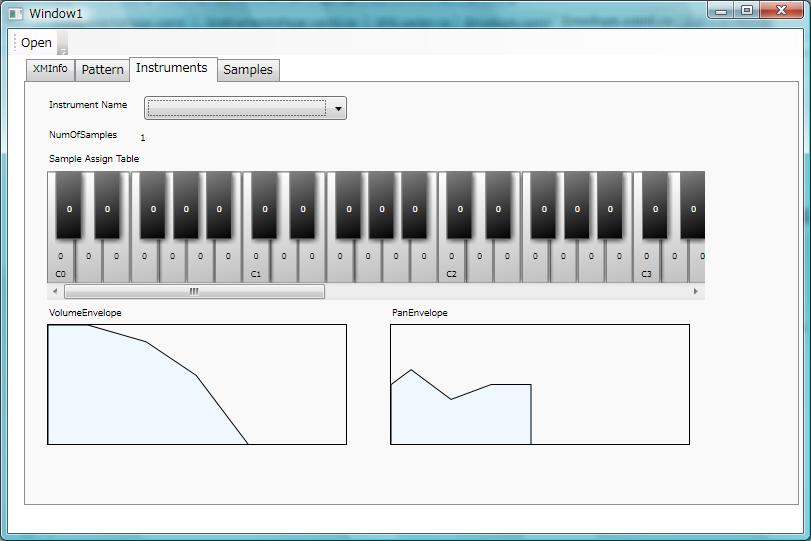 Window1
Open
XMInfo Pattern Instruments Samples
Instrument Name
NumOfSamples 1
Sample Assign Table
0 0 0 0 0 0 0 0 0 0 0 0 0 0 0 0 0
0 0 0 0 0 0 0 0 0 0 0 0 0 0 0 0 0 0 0 0 0 0 0 0
C0 C1 C2 C3
VolumeEnvelope PanEnvelope